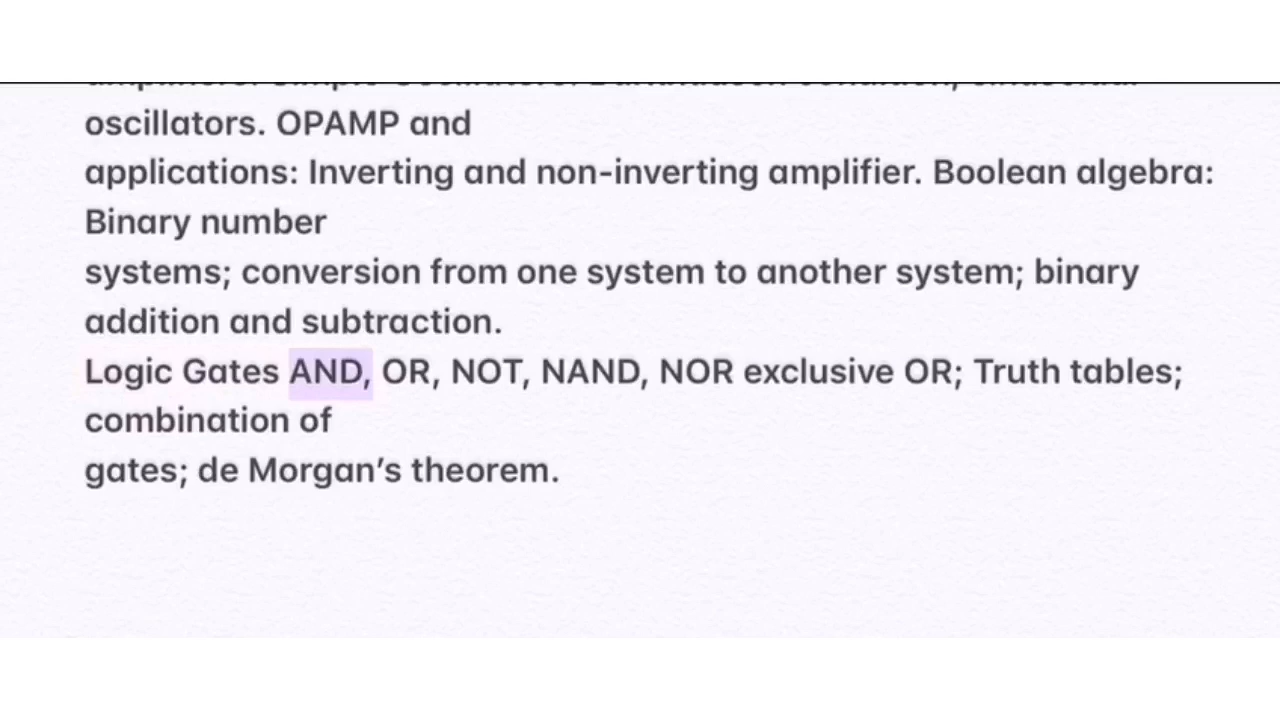 oscillators. OPAMP and
applications: Inverting and non-inverting amplifier. Boolean algebra:
Binary number
systems; conversion from one system to another system; binary
addition and subtraction.
Logic Gates AND, OR, NOT, NAND, NOR exclusive OR; Truth tables;
combination of
gates; de Morgan's theorem.